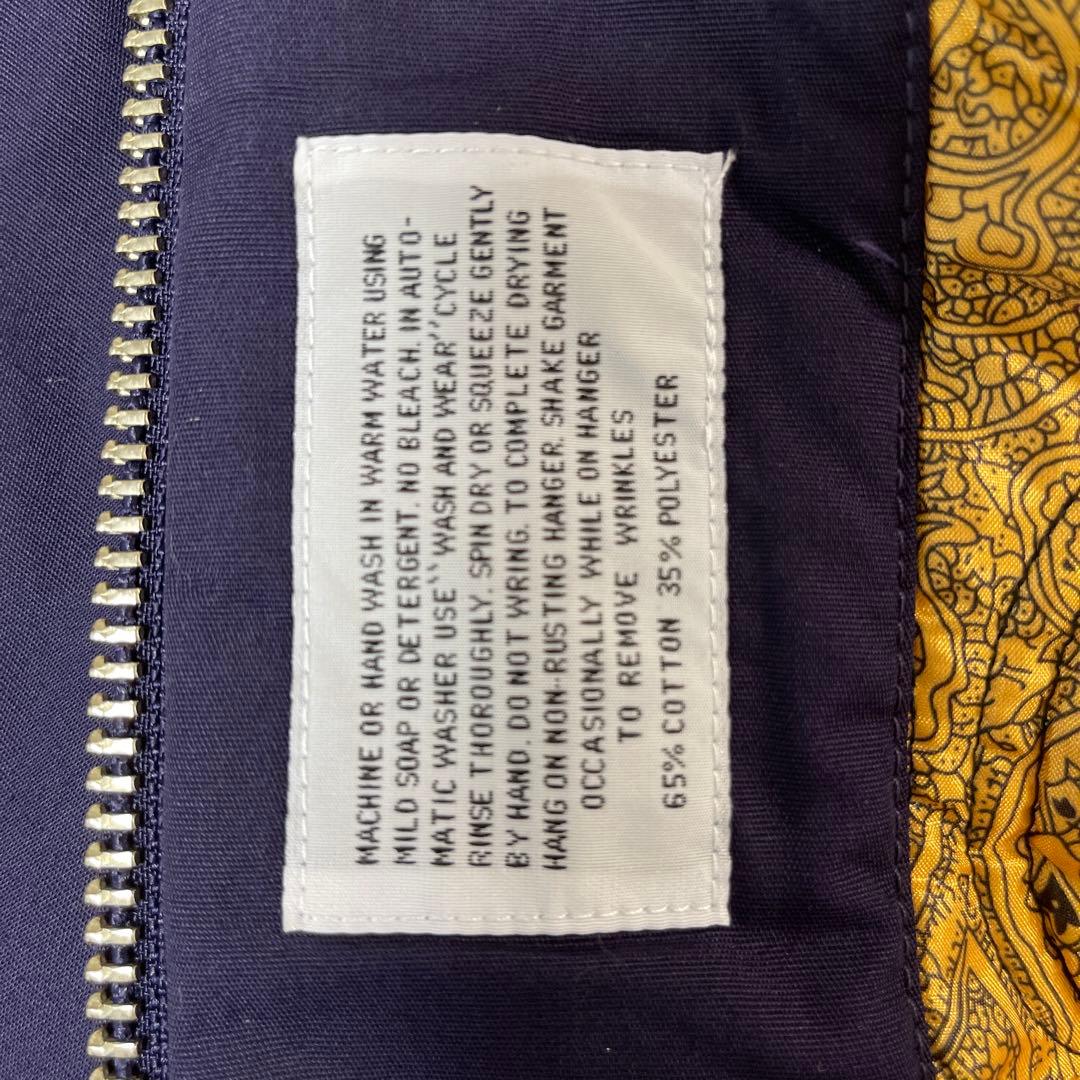 MACHINE OR HAND WASH IN WARM WATER USING
MILD SOAP OR DETERGENT. NO BLEACH. IN AUTO-
MATIC WASHER USE "WASH AND WEAR" CYCLE
RINSE THOROUGHLY. SPIN DRY OR SQUEEZE GENTLY
BY HAND. DO NOT WRING. TO COMPLETE DRYING
HANG ON NON-RUSTING HANGER. SHAKE GARMENT
OCCASIONALLY WHILE ON HANGER
TO REMOVE WRINKLES
65% COTTON 35% POLYESTER